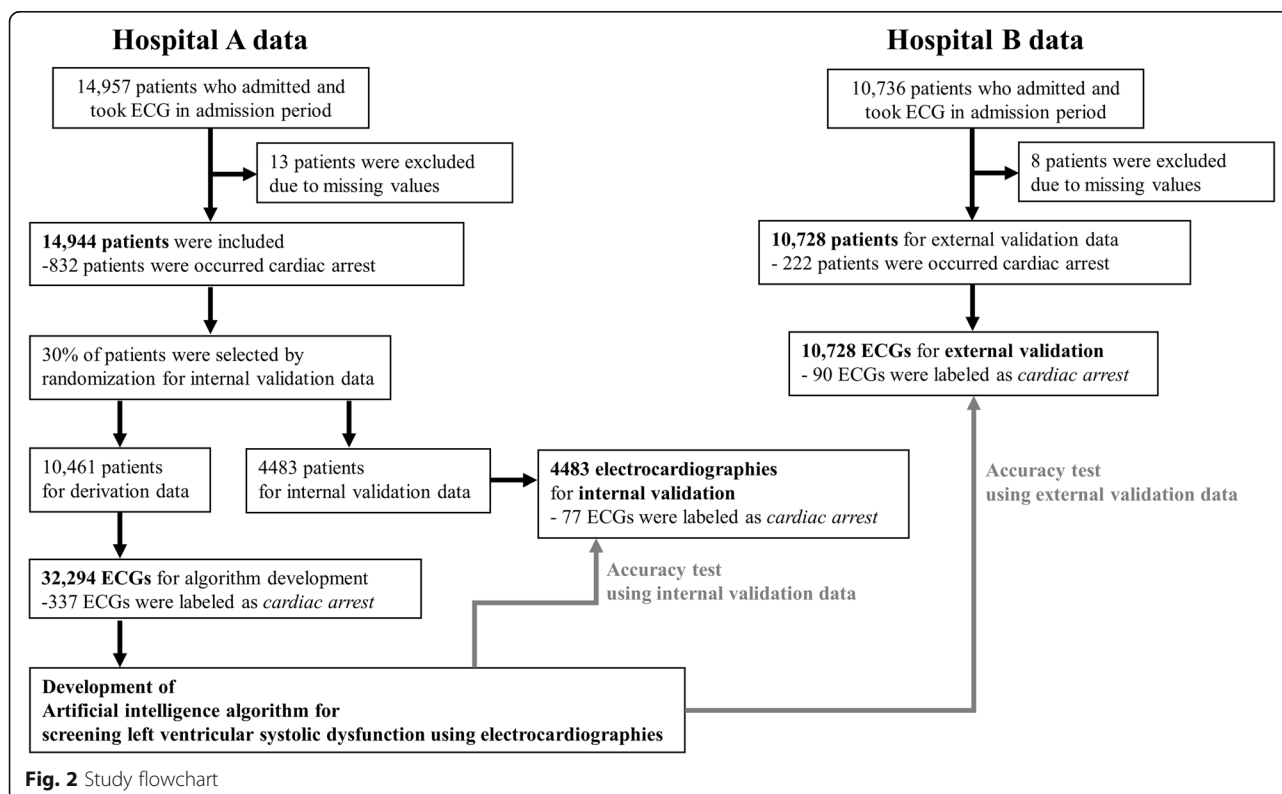 Hospital A data
14,957 patients who admitted and
took ECG in admission period
13 patients were excluded
due to missing values
14,944 patients were included
-832 patients were occurred cardiac arrest
30% of patients were selected by
randomization for internal validation data
10,461 patients
for derivation data
4483 patients
for internal validation data
4483 electrocardiographies
for internal validation
- 77 ECGs were labeled as cardiac arrest
32,294 ECGs for algorithm development
-337 ECGs were labeled as cardiac arrest
Accuracy test
using internal validation data
Development of
Artificial intelligence algorithm for
screening left ventricular systolic dysfunction using electrocardiographies
Hospital B data
10,736 patients who admitted and
took ECG in admission period
8 patients were excluded
due to missing values
10,728 patients for external validation data
- 222 patients were occurred cardiac arrest
10,728 ECGs for external validation
- 90 ECGs were labeled as cardiac arrest
Accuracy test
using external validation data
Fig. 2 Study flowchart